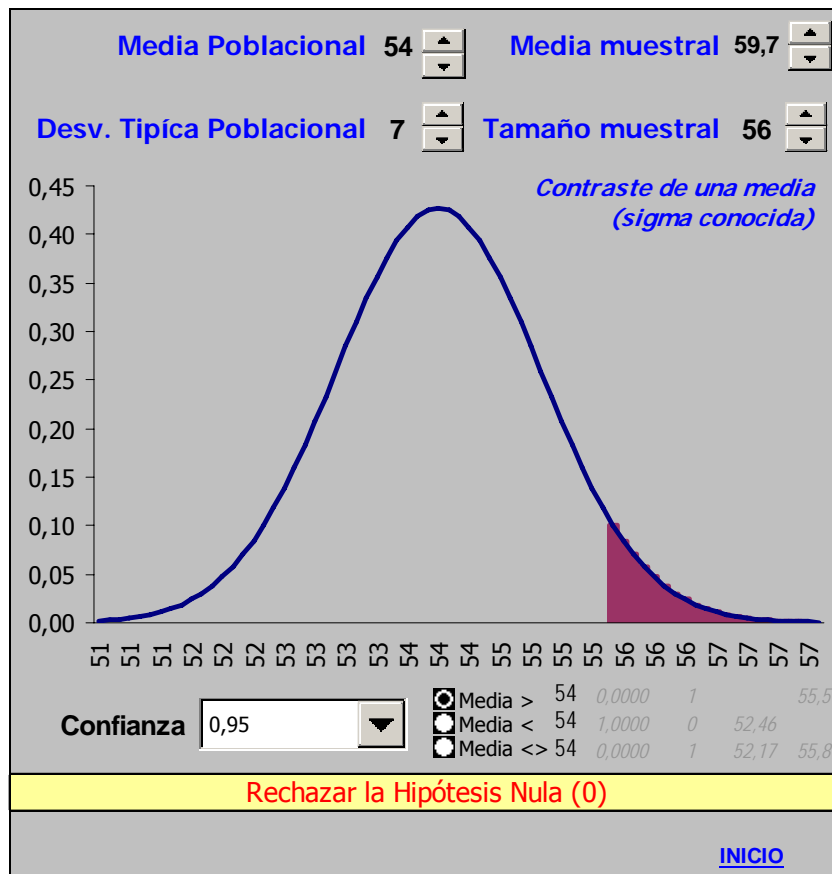 Media Poblacional 54 Media muestral 59,7
Desv. Tipíca Poblacional 7 Tamaño muestral 56
Contraste de una media
(sigma conocida)
0,45
0,40
0,35
0,30
0,25
0,20
0,15
0,10
0,05
0,00
51 51 51 52 52 52 53 53 53 53 54 54 54 55 55 55 55 56 56 56 57 57 57 57
Confianza 0,95
Media > 54 0,0000 1 55,5
Media < 54 1,0000 0 52,46
Media <> 54 0,0000 1 52,17 55,8
Rechazar la Hipótesis Nula (0)
INICIO